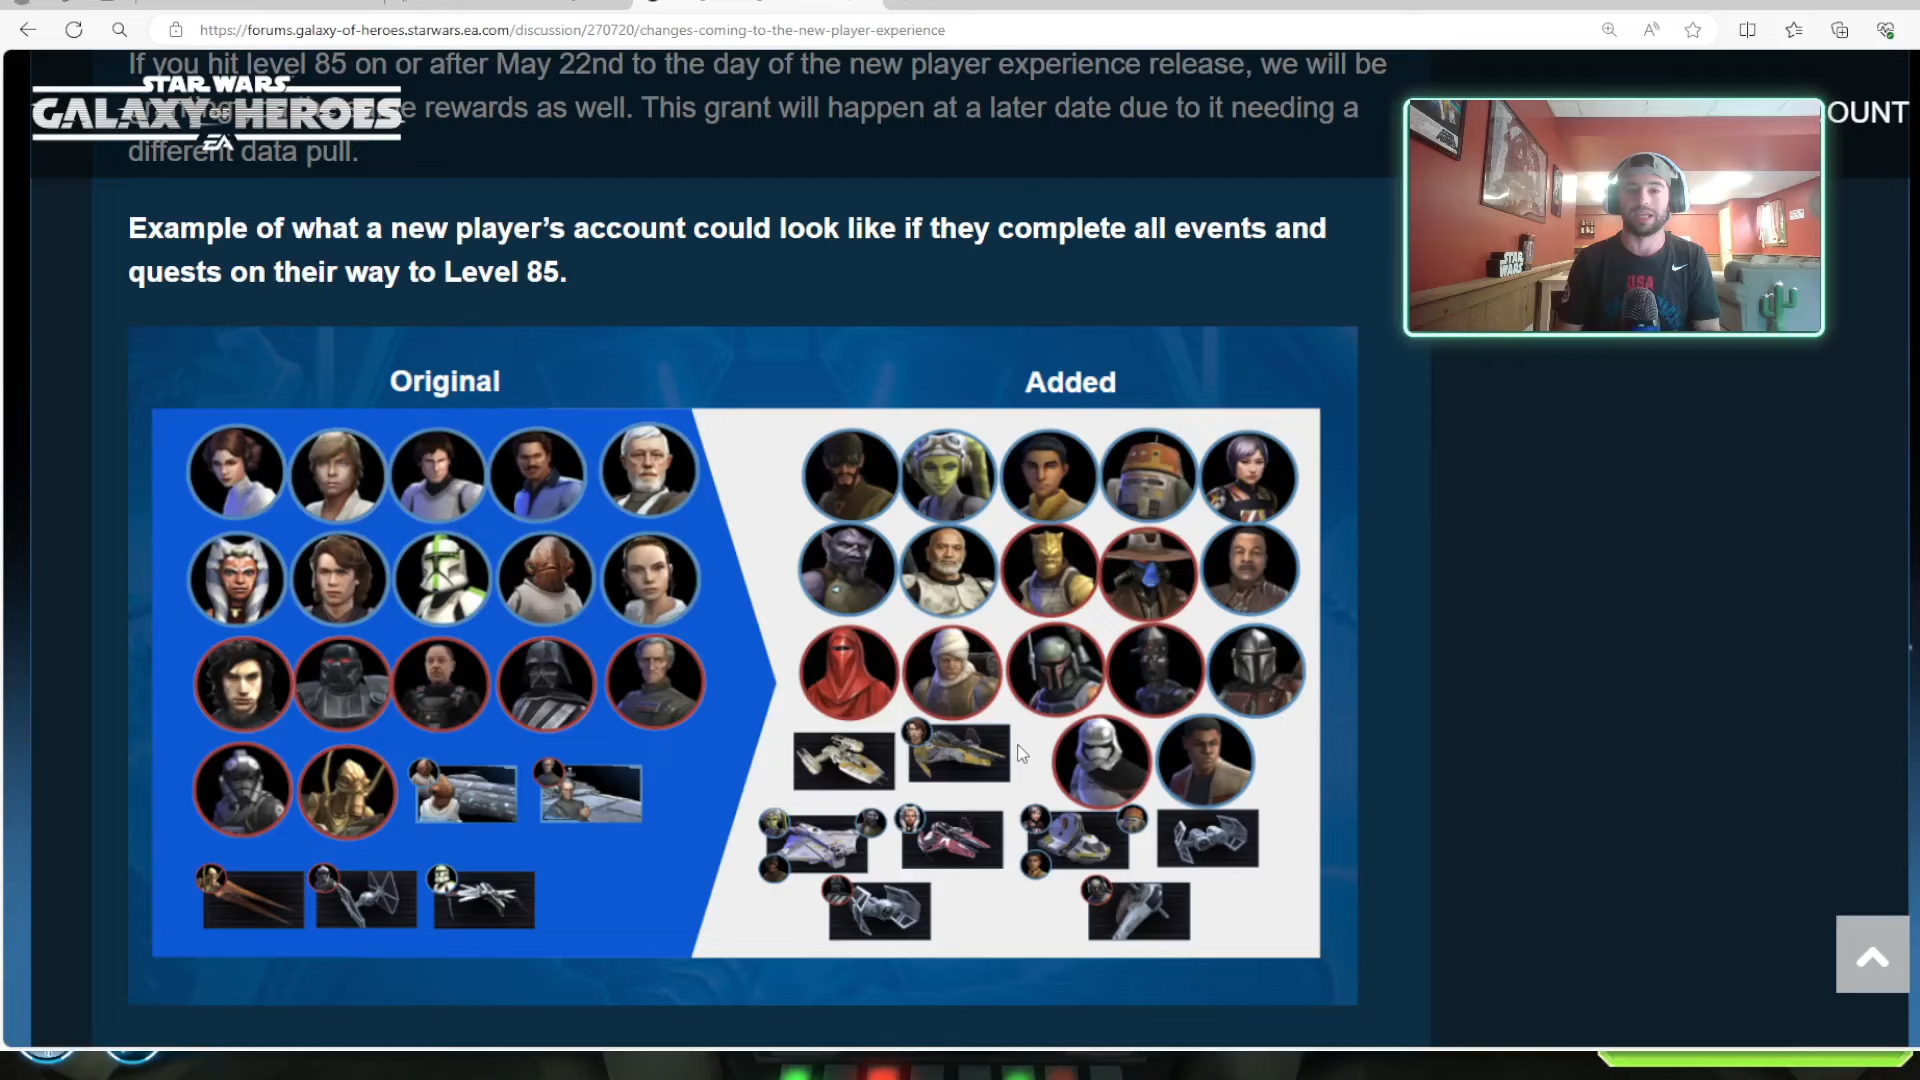 https://forums.galaxy-of-heroes.starwars.ea.com/discussion/270720/changes-coming-to-the-new-player-experience
If you hit level 85 on or after May 22nd to the day of the new player experience release, we will be
rewards as well. This grant will happen at a later date due to it needing a
different data pull.
STAR WARS
GALAXY OF HEROES
EA
OUNT
Example of what a new player's account could look like if they complete all events and
quests on their way to Level 85.
Original
Added
STAR
WARS
USA